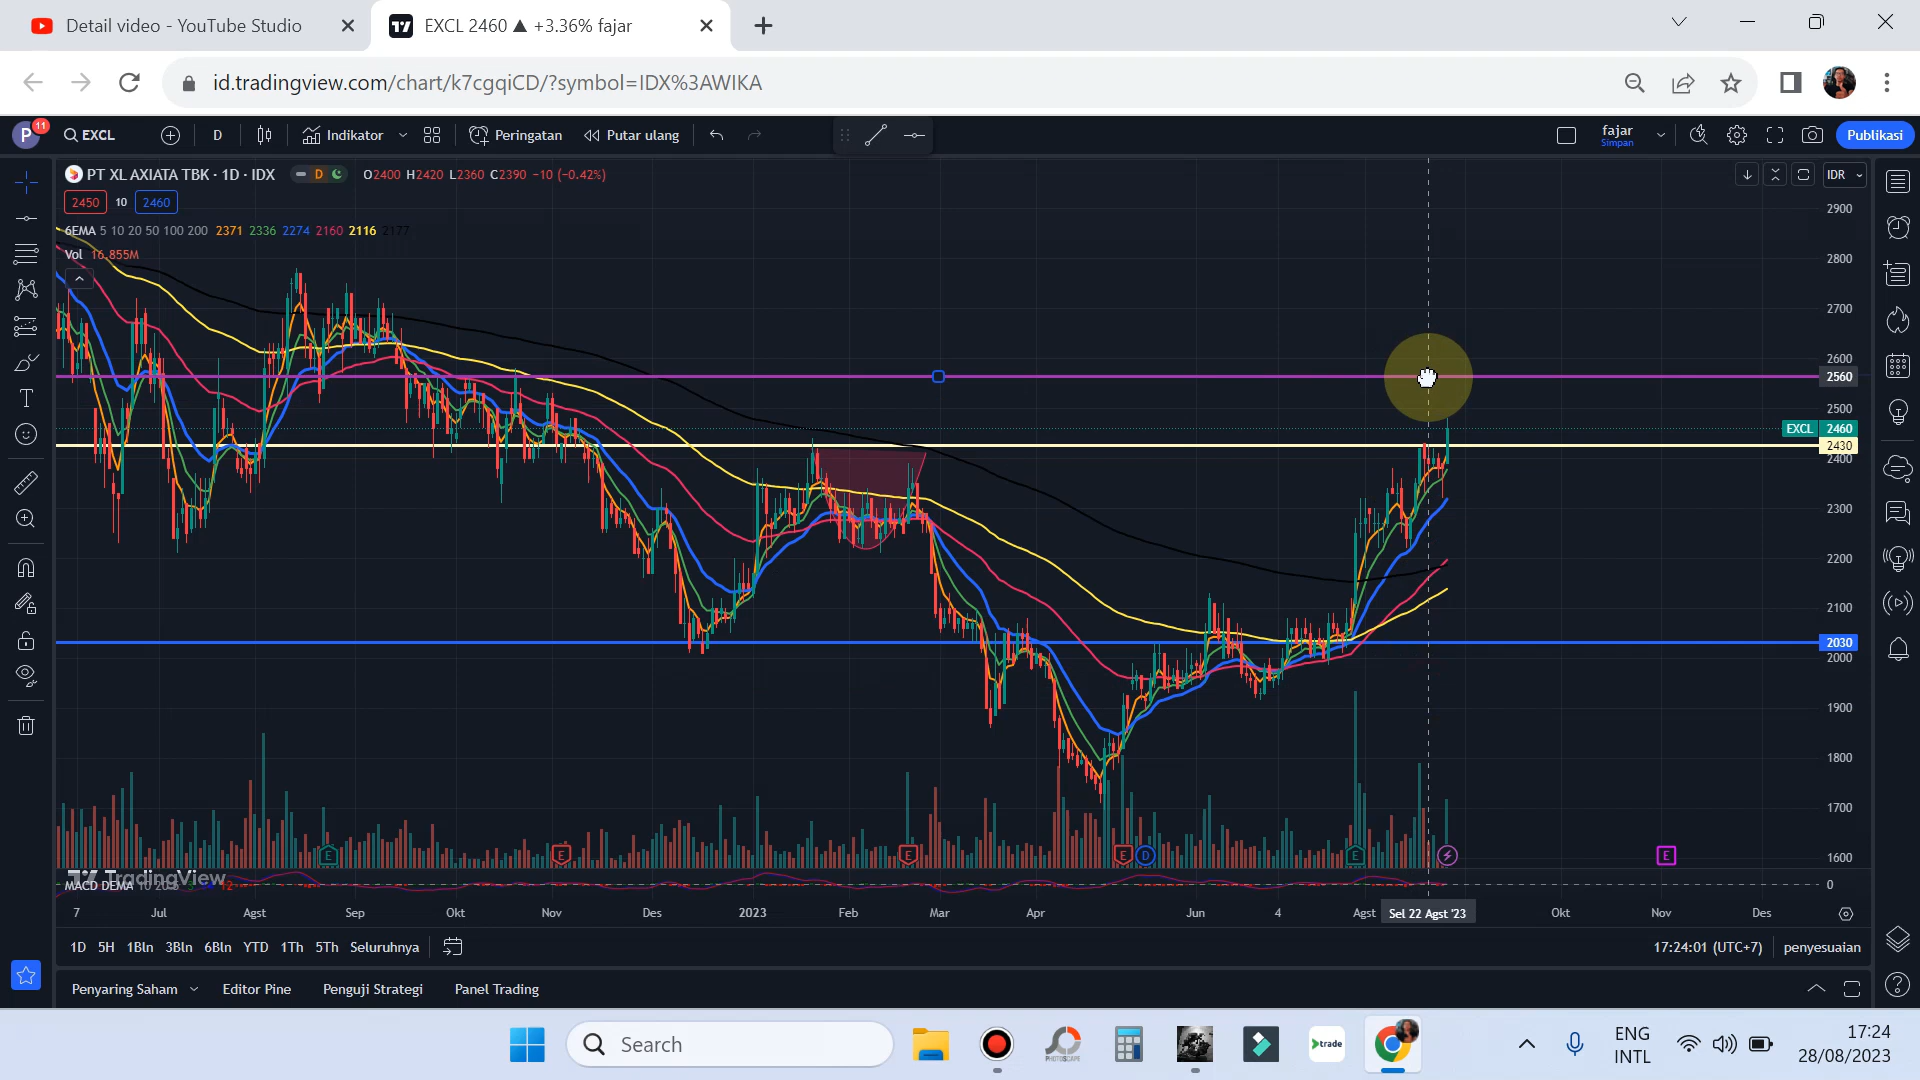 Detail video - YouTube Studio
EXCL 2460 ▲ +3.36% fajar
id.tradingview.com/chart/k7cgqiCD/?symbol=IDX%3AWIKA
P
11
EXCL
D
Indikator
Peringatan
Putar ulang
fajar
Simpan
Publikasi
PT XL AXIATA TBK · 1D · IDX
D
O2400 H2420 L2360 C2390 −10 (−0.42%)
IDR
2450
10
2460
6EMA 5 10 20 50 100 200 2371 2336 2274 2160 2116 2177
Vol 16.855M
2900
2800
2700
2600
2560
2500
EXCL 2460
2430
2400
2300
2200
2100
2030
2000
1900
1800
1700
1600
E
E
E
E
D
E
E
TradingView
MACD DEMA
0
7
Jul
Agst
Sep
Okt
Nov
Des
2023
Feb
Mar
Apr
Jun
4
Agst
Sel 22 Agst '23
Okt
Nov
Des
1D 5H 1Bln 3Bln 6Bln YTD 1Th 5Th Seluruhnya
17:24:01 (UTC+7)
penyesuaian
Penyaring Saham
Editor Pine
Penguji Strategi
Panel Trading
Search
PHOTOSCAPE
trade
ENG
INTL
17:24
28/08/2023